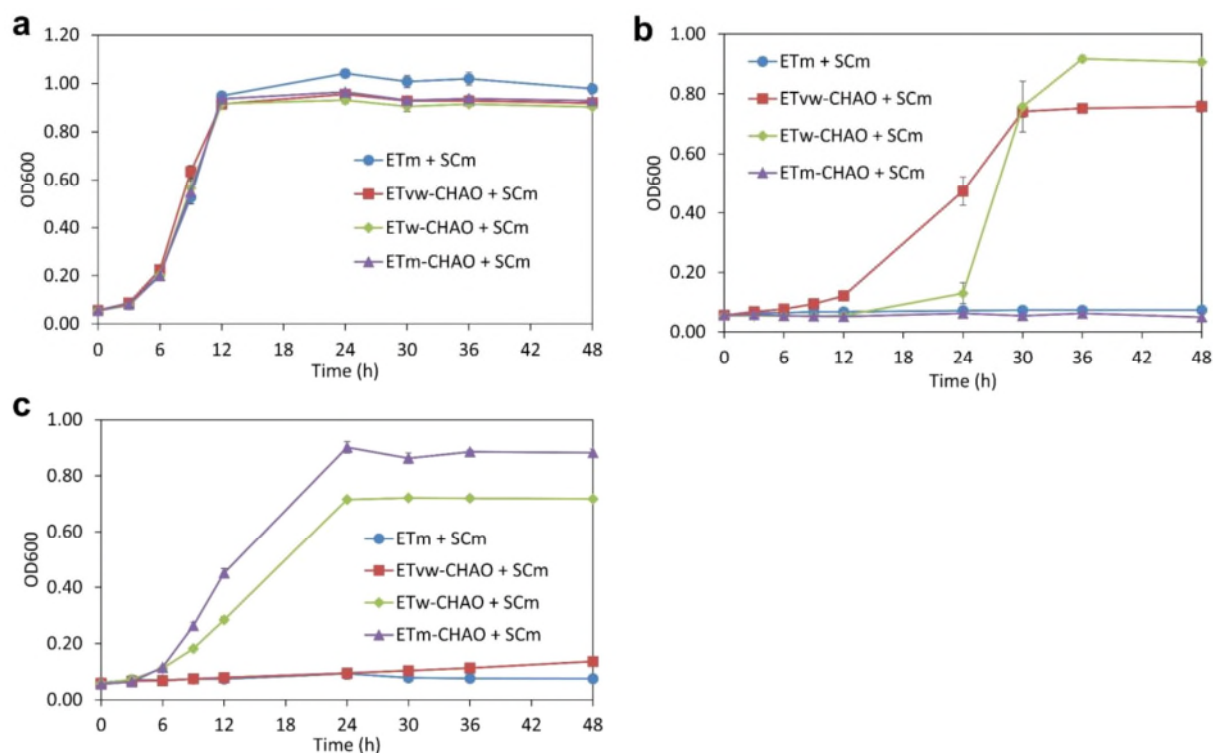 a
1.20
1.00
0.80
0.60
0.40
0.20
0.00
OD600
ETm + SCm
ETvw-CHAO + SCm
ETw-CHAO + SCm
ETm-CHAO + SCm
0 6 12 18 24 30 36 42 48
Time (h)
b
1.00
0.80
0.60
0.40
0.20
0.00
OD600
ETm + SCm
ETvw-CHAO + SCm
ETw-CHAO + SCm
ETm-CHAO + SCm
0 6 12 18 24 30 36 42 48
Time (h)
c
1.00
0.80
0.60
0.40
0.20
0.00
OD600
ETm + SCm
ETvw-CHAO + SCm
ETw-CHAO + SCm
ETm-CHAO + SCm
0 6 12 18 24 30 36 42 48
Time (h)